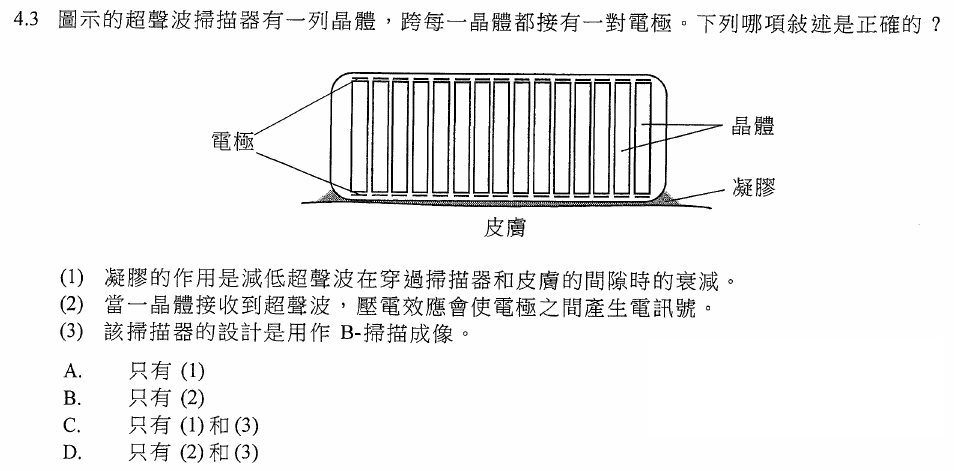 4.3 圖示的超聲波掃描器有一列晶體，跨每一晶體都接有一對電極。下列哪項敍述是正確的？
電極
晶體
凝膠
皮膚
(1) 凝膠的作用是減低超聲波在穿過掃描器和皮膚的間隙時的衰減。
(2) 當一晶體接收到超聲波，壓電效應會使電極之間產生電訊號。
(3) 該掃描器的設計是用作 B-掃描成像。
A. 只有 (1)
B. 只有 (2)
C. 只有 (1) 和 (3)
D. 只有 (2) 和 (3)